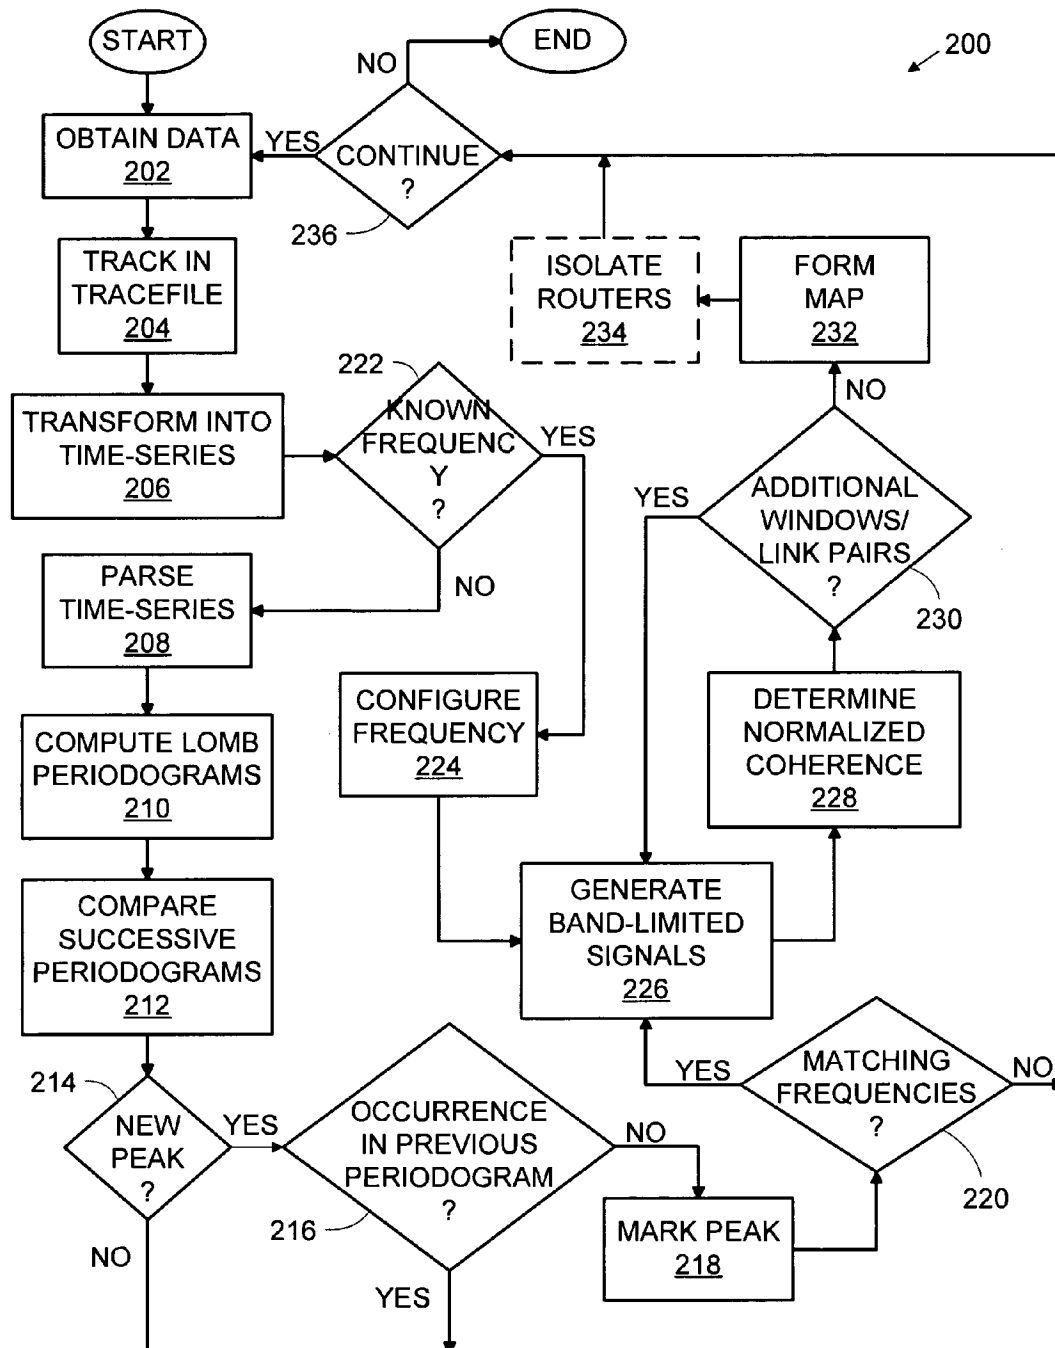 START
END
NO
200
OBTAIN DATA
202
YES
CONTINUE
?
236
TRACK IN
TRACEFILE
204
ISOLATE
ROUTERS
234
FORM
MAP
232
222
NO
TRANSFORM INTO
TIME-SERIES
206
KNOWN
FREQUENC
Y
?
YES
YES
ADDITIONAL
WINDOWS/
LINK PAIRS
?
230
PARSE
TIME-SERIES
208
NO
CONFIGURE
FREQUENCY
224
DETERMINE
NORMALIZED
COHERENCE
228
COMPUTE LOMB
PERIODOGRAMS
210
COMPARE
SUCCESSIVE
PERIODOGRAMS
212
GENERATE
BAND-LIMITED
SIGNALS
226
214
NEW
PEAK
?
YES
NO
OCCURRENCE
IN PREVIOUS
PERIODOGRAM
?
216
NO
YES
YES
MATCHING
FREQUENCIES
?
NO
220
MARK PEAK
218